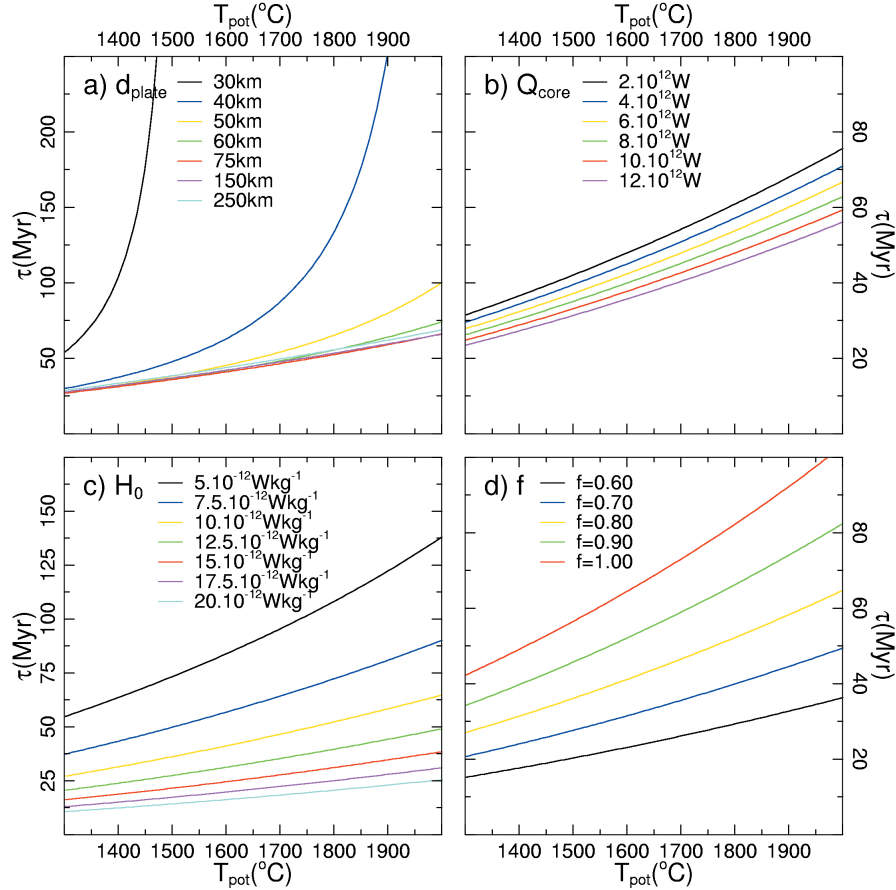 T_pot(°C) T_pot(°C)
1400 1500 1600 1700 1800 1900 1400 1500 1600 1700 1800 1900
a) d_plate
30km
40km
50km
60km
75km
150km
250km
200
150
100
50
τ(Myr)
b) Q_core
2.10^12W
4.10^12W
6.10^12W
8.10^12W
10.10^12W
12.10^12W
80
60
40
20
τ(Myr)
c) H_0
5.10^-12Wkg^-1
7.5.10^-12Wkg^-1
10.10^-12Wkg^-1
12.5.10^-12Wkg^-1
15.10^-12Wkg^-1
17.5.10^-12Wkg^-1
20.10^-12Wkg^-1
150
125
100
75
50
25
τ(Myr)
d) f
f=0.60
f=0.70
f=0.80
f=0.90
f=1.00
80
60
40
20
τ(Myr)
1400 1500 1600 1700 1800 1900 1400 1500 1600 1700 1800 1900
T_pot(°C) T_pot(°C)